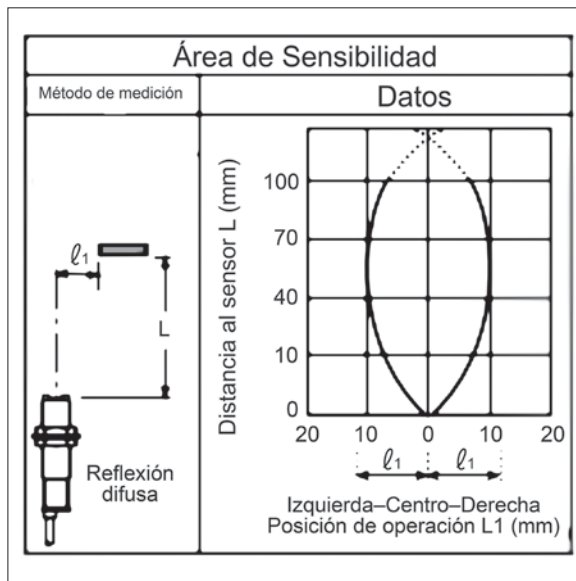 Área de Sensibilidad
Método de medición
Datos
ℓ1
L
Reflexión
difusa
Distancia al sensor L (mm)
100
70
40
10
0
20 10 0 10 20
ℓ1 ℓ1
Izquierda–Centro–Derecha
Posición de operación L1 (mm)